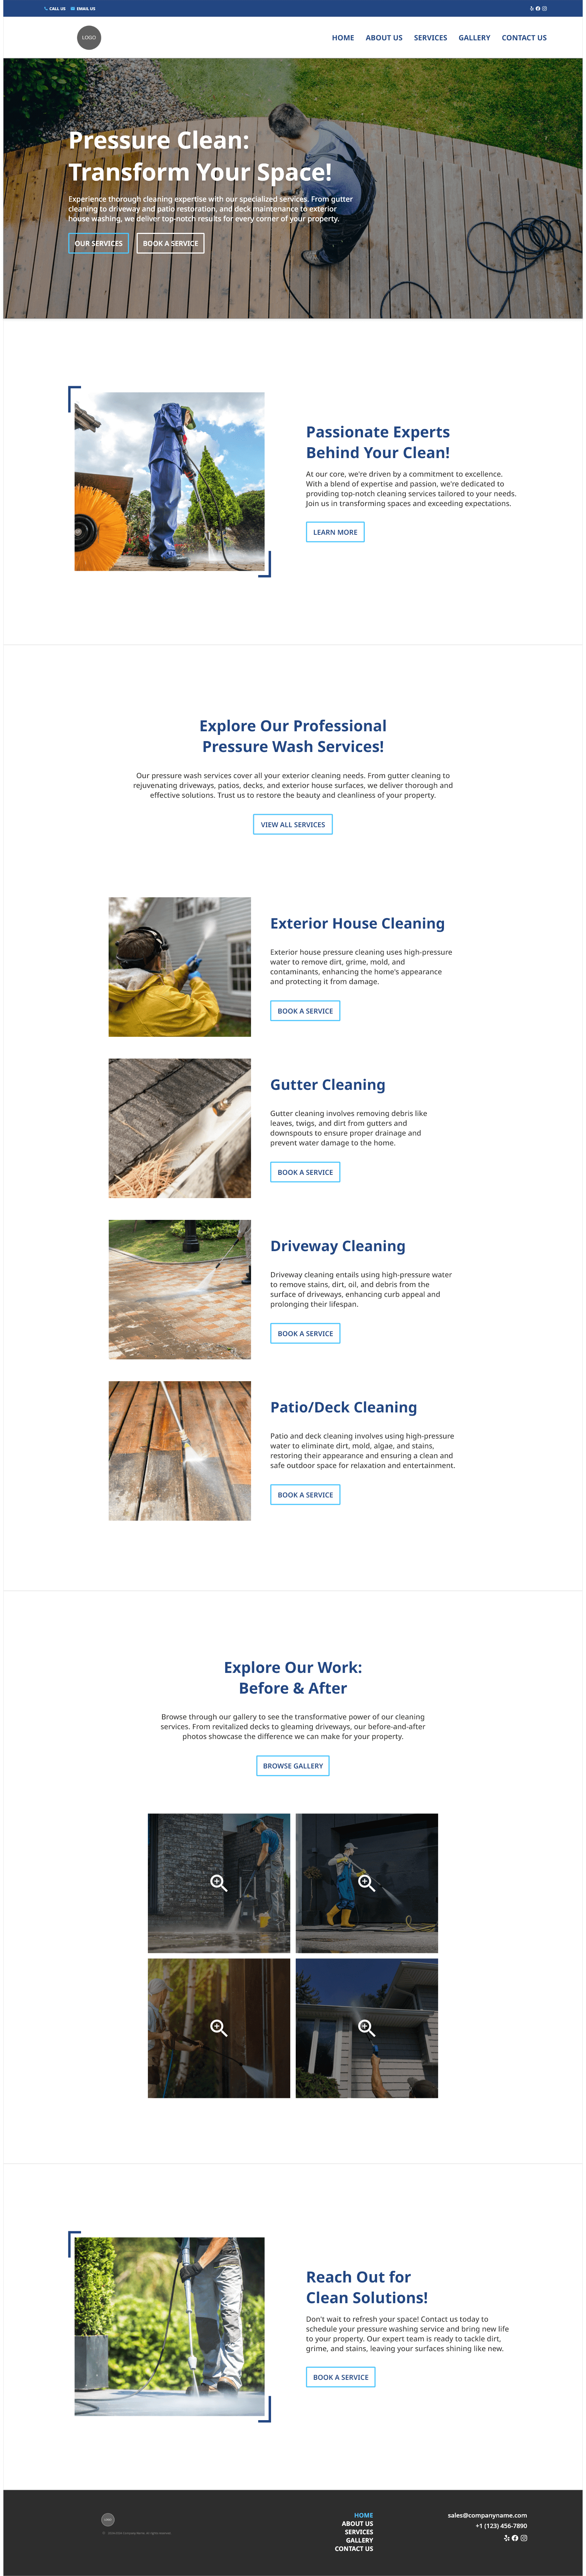 CALL US EMAIL US
LOGO
HOME ABOUT US SERVICES GALLERY CONTACT US
Pressure Clean:
Transform Your Space!
Experience thorough cleaning expertise with our specialized services. From gutter
cleaning to driveway and patio restoration, and deck maintenance to exterior
house washing, we deliver top-notch results for every corner of your property.
OUR SERVICES BOOK A SERVICE
Passionate Experts
Behind Your Clean!
At our core, we're driven by a commitment to excellence.
With a blend of expertise and passion, we're dedicated to
providing top-notch cleaning services tailored to your needs.
Join us in transforming spaces and exceeding expectations.
LEARN MORE
Explore Our Professional
Pressure Wash Services!
Our pressure wash services cover all your exterior cleaning needs. From gutter cleaning to
rejuvenating driveways, patios, decks, and exterior house surfaces, we deliver thorough and
effective solutions. Trust us to restore the beauty and cleanliness of your property.
VIEW ALL SERVICES
Exterior House Cleaning
Exterior house pressure cleaning uses high-pressure
water to remove dirt, grime, mold, and
contaminants, enhancing the home's appearance
and protecting it from damage.
BOOK A SERVICE
Gutter Cleaning
Gutter cleaning involves removing debris like
leaves, twigs, and dirt from gutters and
downspouts to ensure proper drainage and
prevent water damage to the home.
BOOK A SERVICE
Driveway Cleaning
Driveway cleaning entails using high-pressure water
to remove stains, dirt, oil, and debris from the
surface of driveways, enhancing curb appeal and
prolonging their lifespan.
BOOK A SERVICE
Patio/Deck Cleaning
Patio and deck cleaning involves using high-pressure
water to eliminate dirt, mold, algae, and stains,
restoring their appearance and ensuring a clean and
safe outdoor space for relaxation and entertainment.
BOOK A SERVICE
Explore Our Work:
Before & After
Browse through our gallery to see the transformative power of our cleaning
services. From revitalized decks to gleaming driveways, our before-and-after
photos showcase the difference we can make for your property.
BROWSE GALLERY
Reach Out for
Clean Solutions!
Don't wait to refresh your space! Contact us today to
schedule your pressure washing service and bring new life
to your property. Our expert team is ready to tackle dirt,
grime, and stains, leaving your surfaces shining like new.
BOOK A SERVICE
LOGO
HOME
ABOUT US
SERVICES
GALLERY
CONTACT US
sales@companyname.com
+1 (123) 456-7890